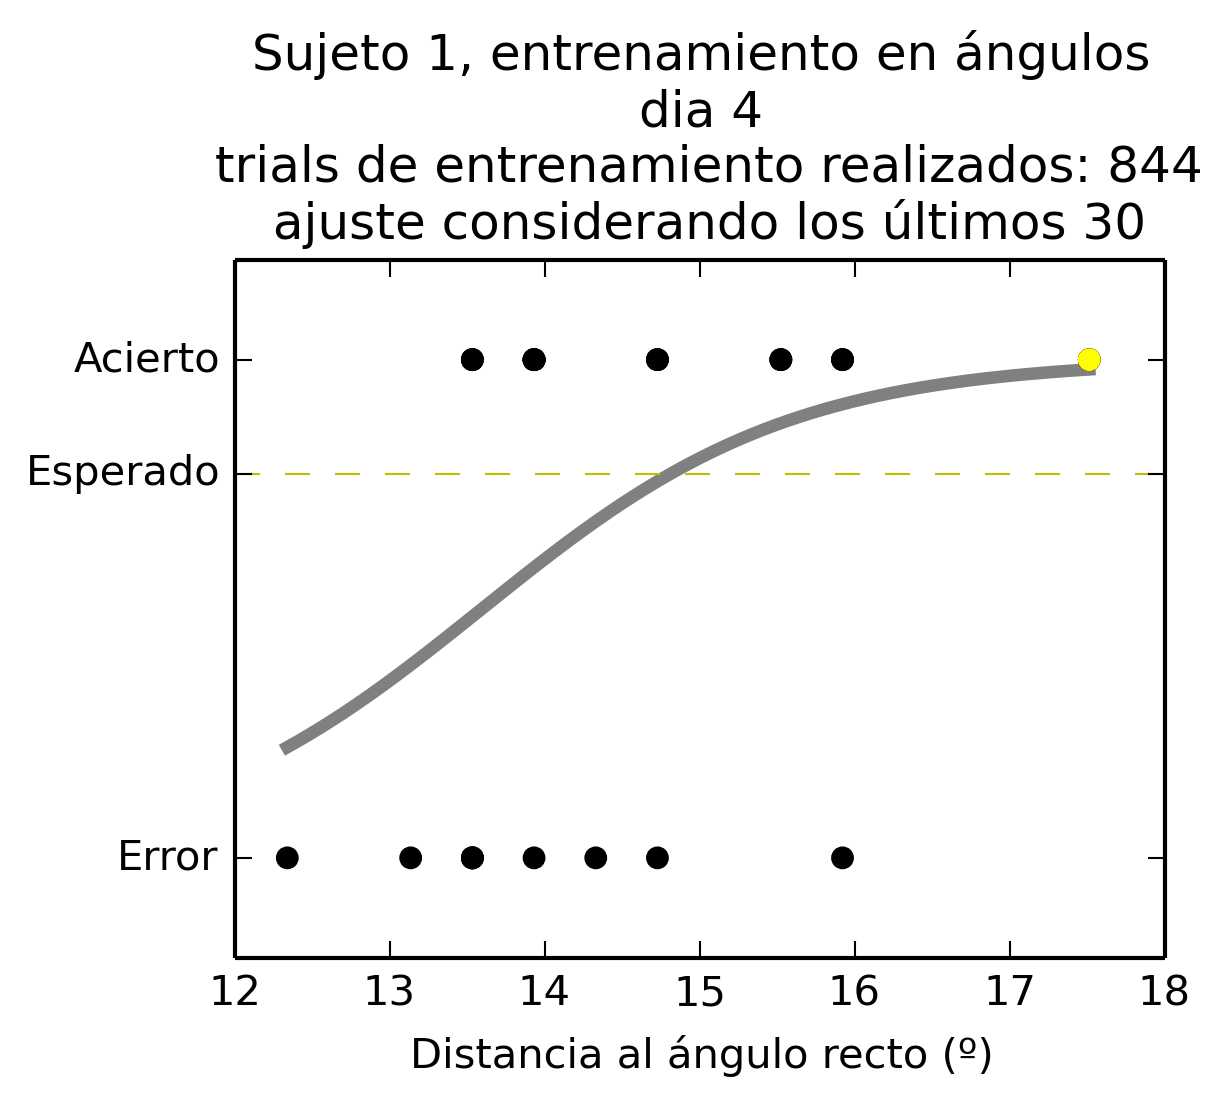 Sujeto 1, entrenamiento en ángulos
dia 4
trials de entrenamiento realizados: 844
ajuste considerando los últimos 30
Acierto
Esperado
Error
12 13 14 15 16 17 18
Distancia al ángulo recto (º)